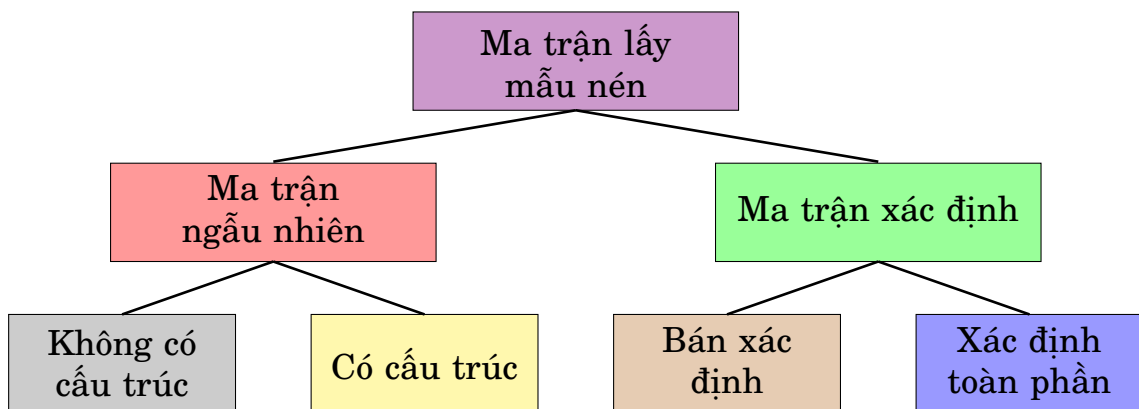 Ma trận lấy
mẫu nén
Ma trận
ngẫu nhiên
Ma trận xác định
Không có
cấu trúc
Có cấu trúc
Bán xác
định
Xác định
toàn phần